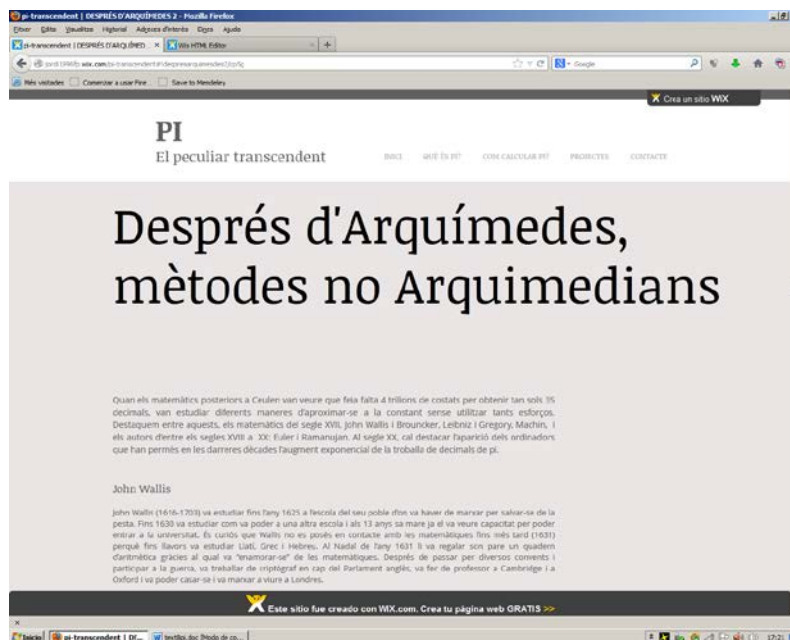 pi-transcendent | DESPRÉS D'ARQUÍMEDES 2 - Mozilla Firefox
Fitxer Edita Visualitza Historial Adreces d'interès Eines Ajuda
pi-transcendent | DESPRÉS D'ARQUÍMED... × Wix HTML Editor × +
Google
Més visitades Comenzar a usar Fire... Save to Mendeley
Crea un sitio WIX
PI
El peculiar transcendent
INICI QUÈ ÉS PI? COM CALCULAR PI? PROJECTES CONTACTE
Després d'Arquímedes,
mètodes no Arquimedians
Quan els matemàtics posteriors a Ceulen van veure que feia falta 4 trilions de costats per obtenir tan sols 35
decimals, van estudiar diferents maneres d'aproximar-se a la constant sense utilitzar tants esforços.
Destaquem entre aquests, els matemàtics del segle XVII, John Wallis i Brouncker, Leibniz i Gregory, Machin, i
els autors d'entre els segles XVIII a XX: Euler i Ramanujan. Al segle XX, cal destacar l'aparició dels ordinadors
que han permès en les darreres dècades l'augment exponencial de la troballa de decimals de pi.
John Wallis
John Wallis (1616-1703) va estudiar fins l'any 1625 a l'escola del seu poble d'on va haver de marxar per salvar-se de la
pesta. Fins 1630 va estudiar com va poder a una altra escola i als 13 anys sa mare ja el va veure capacitat per poder
entrar a la universitat. És curiós que Wallis no es posés en contacte amb les matemàtiques fins més tard (1631)
perquè fins llavors va estudiar Llatí, Grec i Hebreu. Al Nadal de l'any 1631 li va regalar son pare un quadern
d'aritmètica gràcies al qual va "enamorar-se" de les matemàtiques. Després de passar per diversos convents i
participar a la guerra, va treballar de criptògraf en cap del Parlament anglès, va fer de professor a Cambridge i a
Oxford i va poder casar-se i va marxar a viure a Londres.
Este sitio fue creado con WIX.com. Crea tu página web GRATIS >>
×
Inicio pi-transcendent | DE... [Modo de co... 17:21